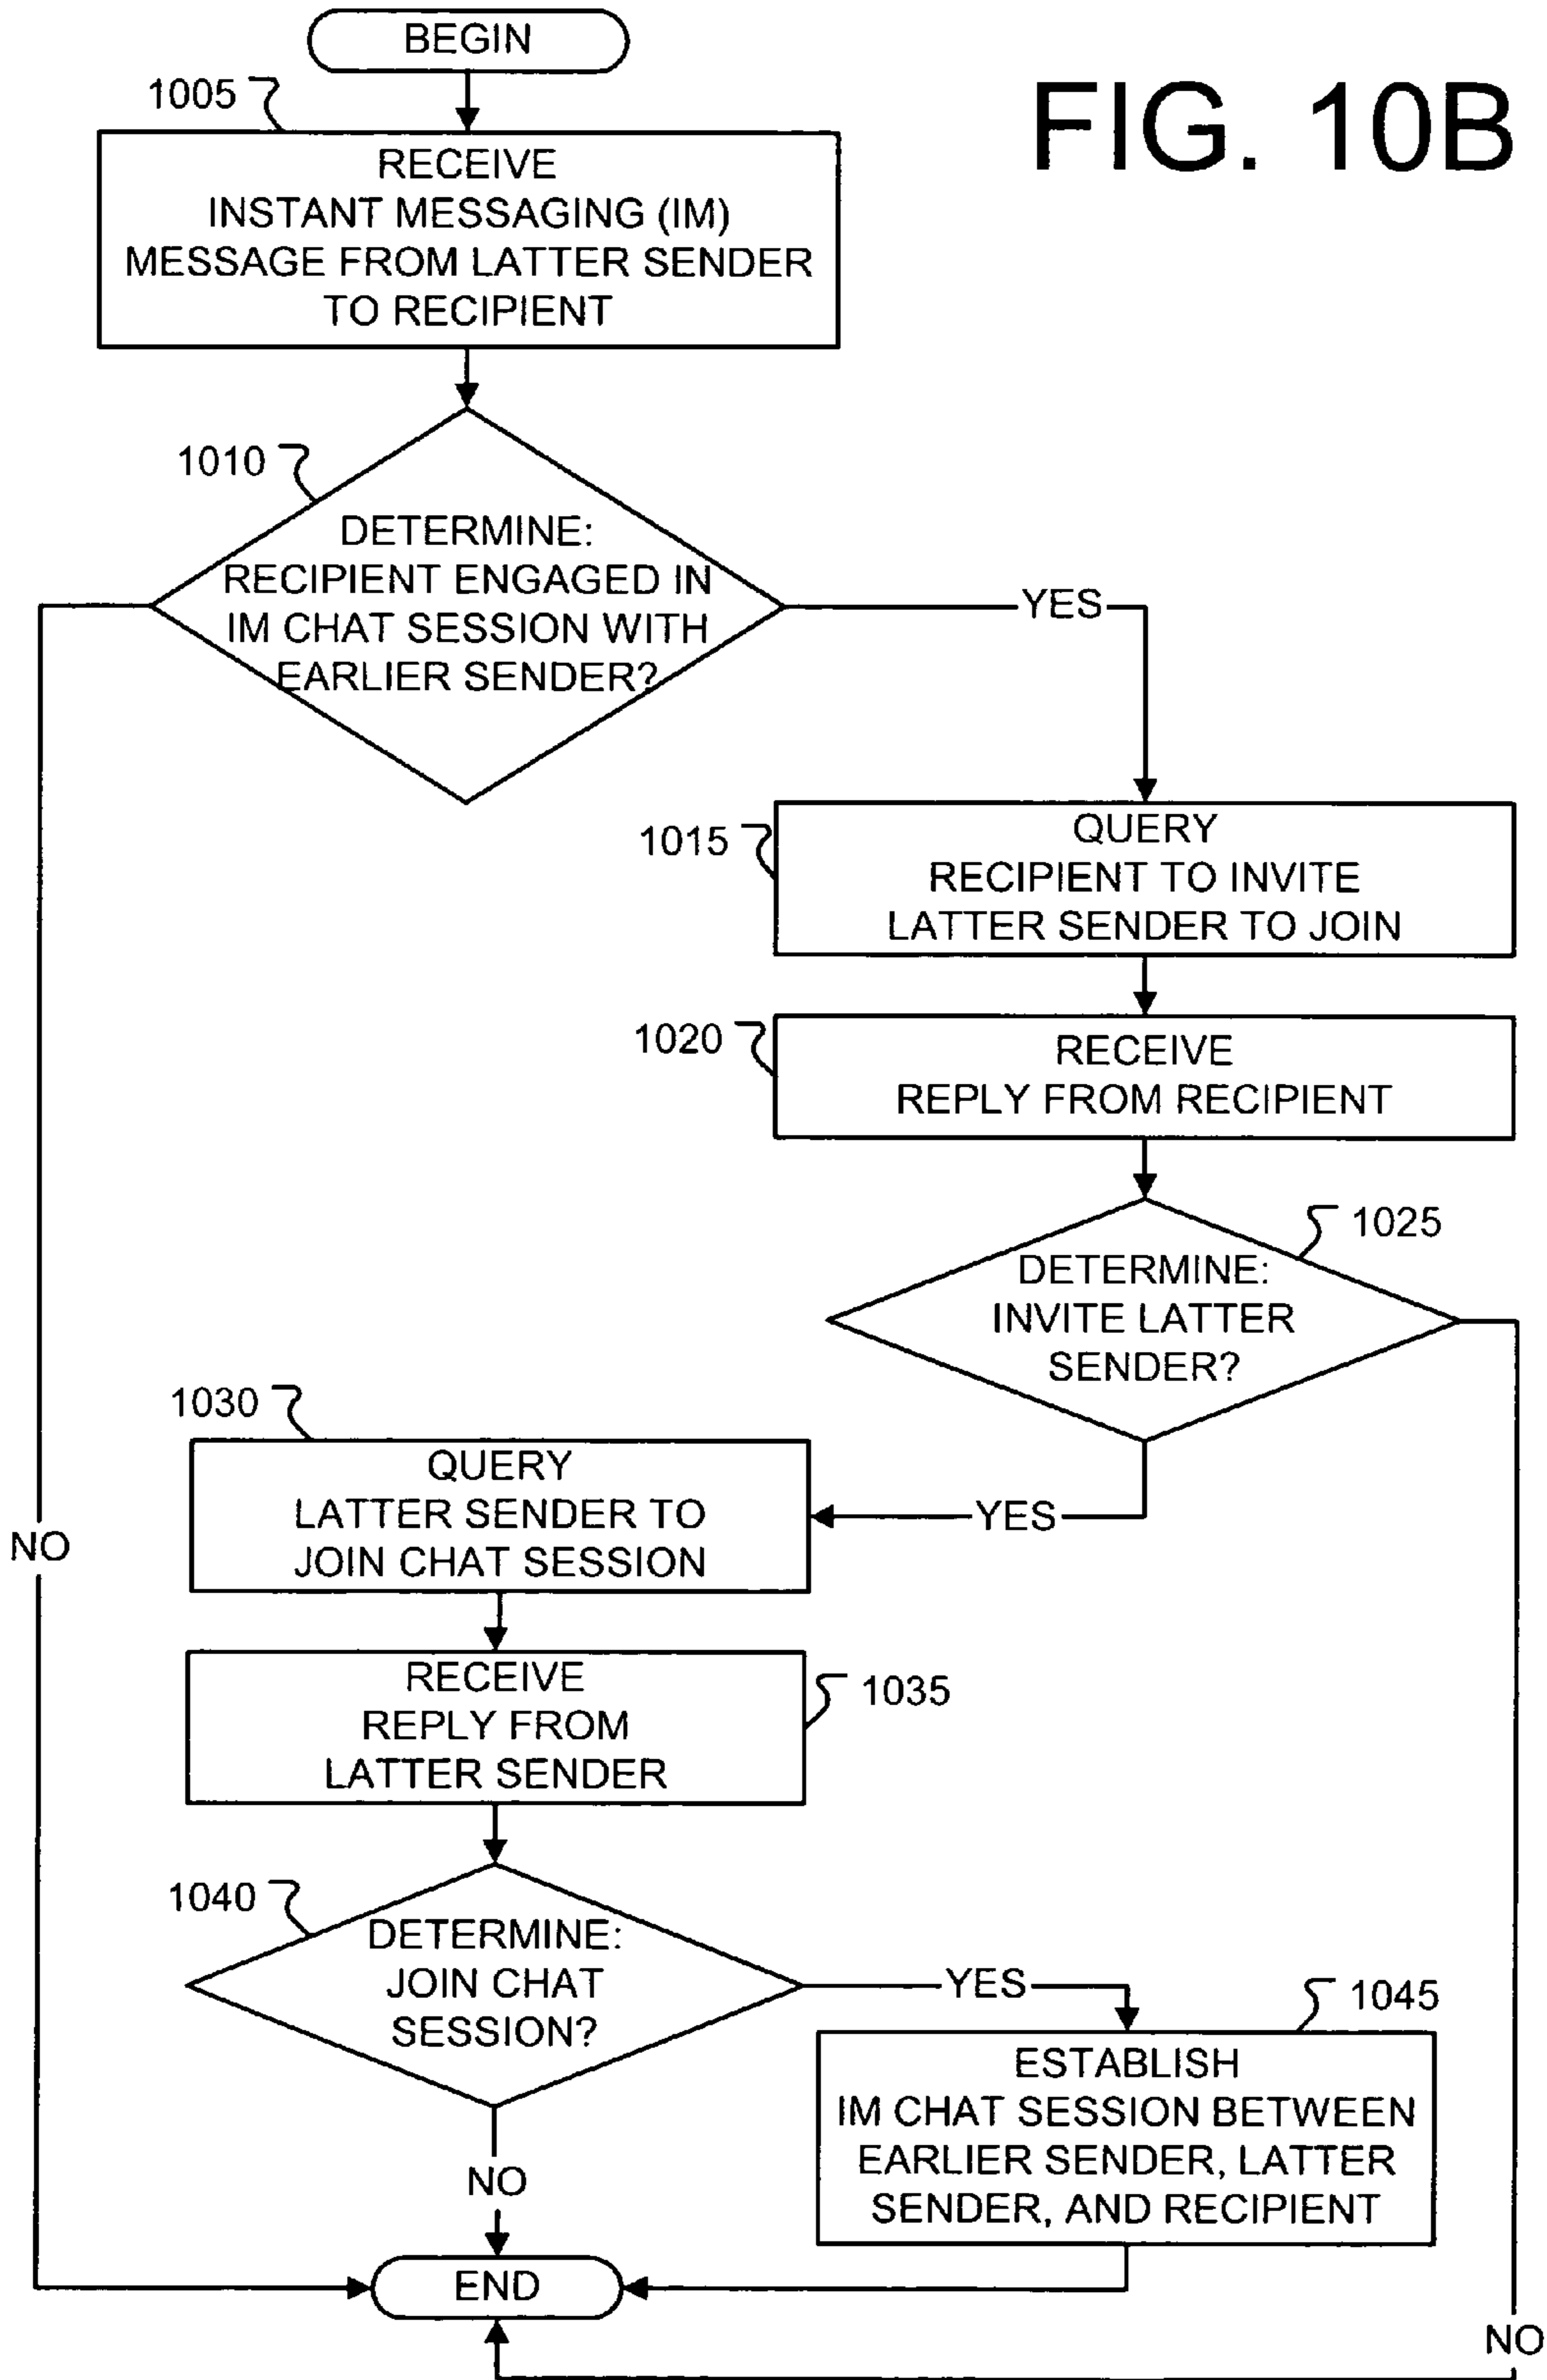 BEGIN
FIG. 10B
1005
RECEIVE
INSTANT MESSAGING (IM)
MESSAGE FROM LATTER SENDER
TO RECIPIENT
1010
DETERMINE:
RECIPIENT ENGAGED IN
IM CHAT SESSION WITH
EARLIER SENDER?
YES
1015
QUERY
RECIPIENT TO INVITE
LATTER SENDER TO JOIN
1020
RECEIVE
REPLY FROM RECIPIENT
1025
DETERMINE:
INVITE LATTER
SENDER?
1030
QUERY
LATTER SENDER TO
JOIN CHAT SESSION
YES
NO
RECEIVE
REPLY FROM
LATTER SENDER
1035
1040
DETERMINE:
JOIN CHAT
SESSION?
YES
1045
ESTABLISH
IM CHAT SESSION BETWEEN
EARLIER SENDER, LATTER
SENDER, AND RECIPIENT
NO
END
NO